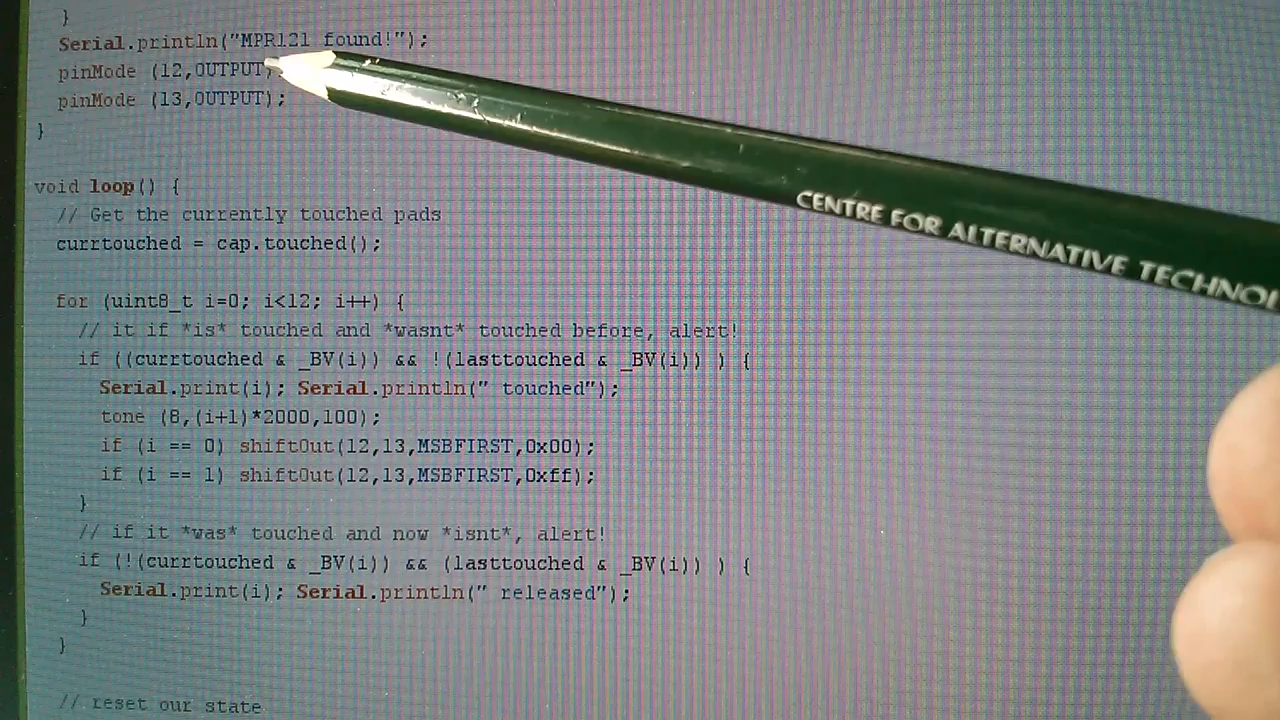 }
Serial.println("MPR121 found!");
pinMode (12,OUTPUT);
pinMode (13,OUTPUT);
}
void loop() {
// Get the currently touched pads
currtouched = cap.touched();
for (uint8_t i=0; i<12; i++) {
// it if *is* touched and *wasnt* touched before, alert!
if ((currtouched & _BV(i)) && !(lasttouched & _BV(i)) ) {
Serial.print(i); Serial.println(" touched");
tone (8,(i+1)*2000,100);
if (i == 0) shiftOut(12,13,MSBFIRST,0x00);
if (i == 1) shiftOut(12,13,MSBFIRST,0xff);
}
// if it *was* touched and now *isnt*, alert!
if (!(currtouched & _BV(i)) && (lasttouched & _BV(i)) ) {
Serial.print(i); Serial.println(" released");
}
}
// reset our state
CENTRE FOR ALTERNATIVE TECHNOL